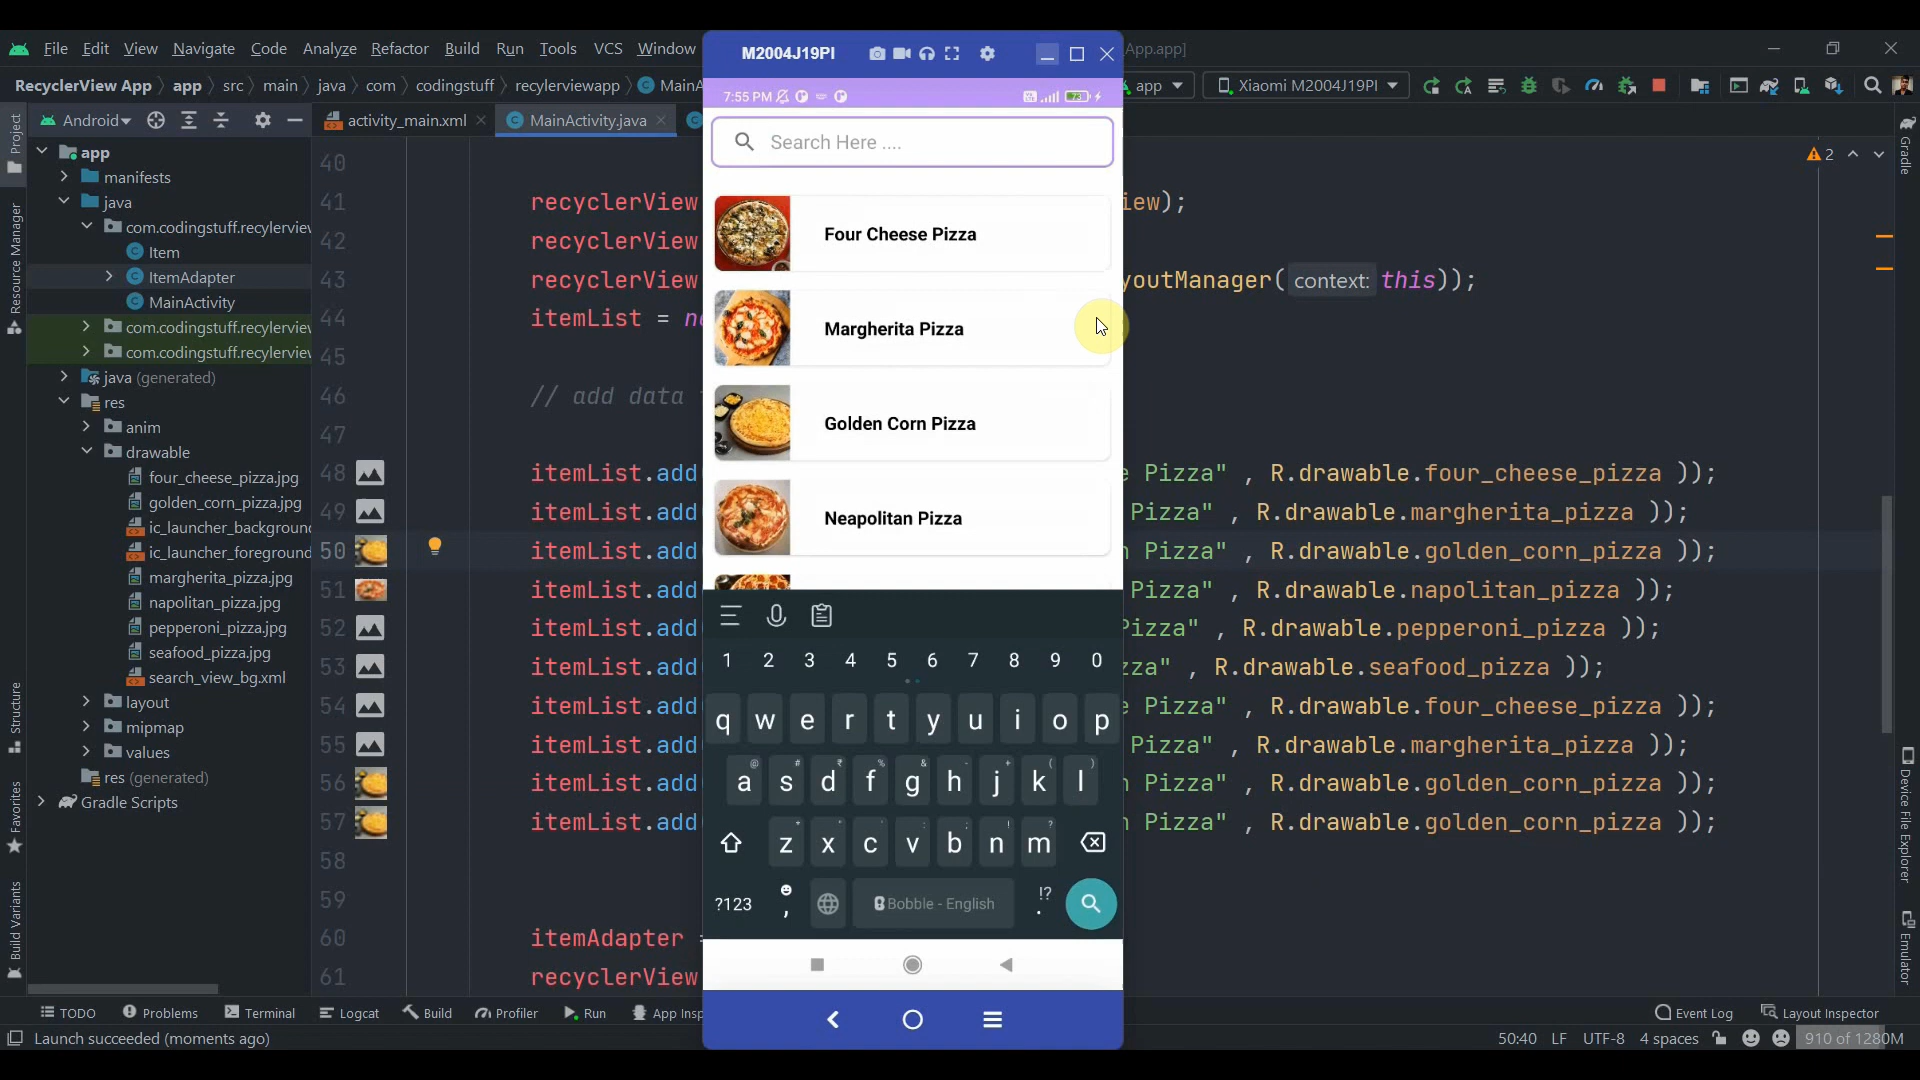 File Edit View Navigate Code Analyze Refactor Build Run Tools VCS Window
App.app]
RecyclerView App app src main java com codingstuff recylerviewapp MainA
app Xiaomi M2004J19PI
Android
activity_main.xml
MainActivity.java
Project
Resource Manager
Structure
Favorites
Build Variants
app
manifests
java
com.codingstuff.recylerview
Item
ItemAdapter
MainActivity
com.codingstuff.recylerview
com.codingstuff.recylerview
java (generated)
res
anim
drawable
four_cheese_pizza.jpg
golden_corn_pizza.jpg
ic_launcher_background
ic_launcher_foreground
margherita_pizza.jpg
napolitan_pizza.jpg
pepperoni_pizza.jpg
seafood_pizza.jpg
search_view_bg.xml
layout
mipmap
values
res (generated)
Gradle Scripts
40
41 recyclerView iew);
42 recyclerView
43 recyclerView youtManager( context: this));
44 itemList = ne
45
46 // add data
47
48 itemList.add e Pizza" , R.drawable.four_cheese_pizza ));
49 itemList.add Pizza" , R.drawable.margherita_pizza ));
50 itemList.add n Pizza" , R.drawable.golden_corn_pizza ));
51 itemList.add Pizza" , R.drawable.napolitan_pizza ));
52 itemList.add Pizza" , R.drawable.pepperoni_pizza ));
53 itemList.add zza" , R.drawable.seafood_pizza ));
54 itemList.add e Pizza" , R.drawable.four_cheese_pizza ));
55 itemList.add Pizza" , R.drawable.margherita_pizza ));
56 itemList.add n Pizza" , R.drawable.golden_corn_pizza ));
57 itemList.add n Pizza" , R.drawable.golden_corn_pizza ));
58
59
60 itemAdapter =
61 recyclerView
2
M2004J19PI
7:55 PM 73
Search Here ....
Four Cheese Pizza
Margherita Pizza
Golden Corn Pizza
Neapolitan Pizza
1 2 3 4 5 6 7 8 9 0
q w e r t y u i o p
@ # ₹ % & - + ( )
a s d f g h j k l
* " ' : ; ! ?
z x c v b n m
?123 , Bobble - English !? .
Gradle
Device File Explorer
Emulator
TODO Problems Terminal Logcat Build Profiler Run App Insp
Event Log Layout Inspector
Launch succeeded (moments ago)
50:40 LF UTF-8 4 spaces 910 of 1280M